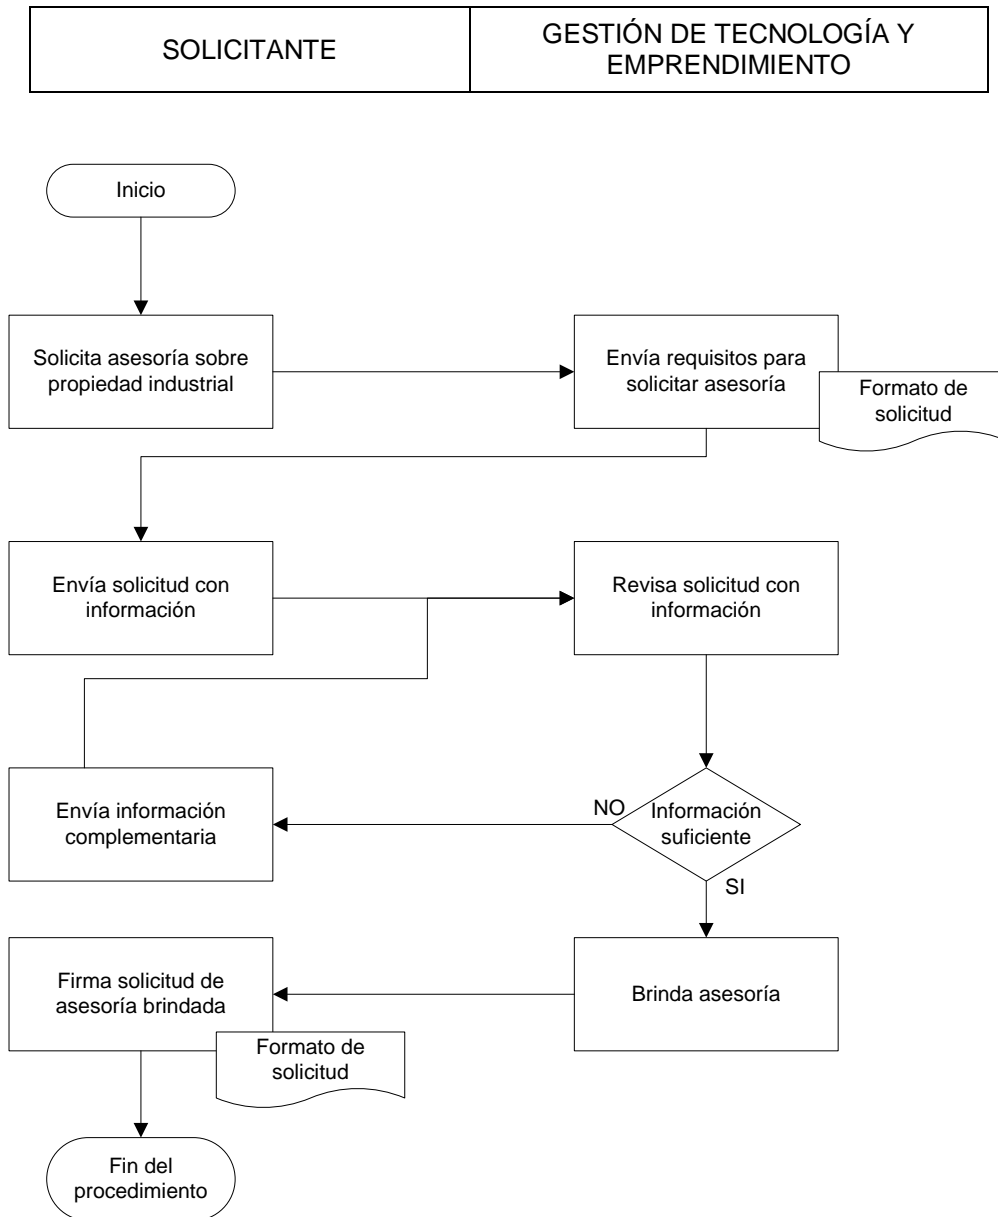 SOLICITANTE
GESTIÓN DE TECNOLOGÍA Y
EMPRENDIMIENTO
Inicio
Solicita asesoría sobre
propiedad industrial
Envía requisitos para
solicitar asesoría
Formato de
solicitud
Envía solicitud con
información
Revisa solicitud con
información
Envía información
complementaria
NO
Información
suficiente
SI
Firma solicitud de
asesoría brindada
Brinda asesoría
Formato de
solicitud
Fin del
procedimiento